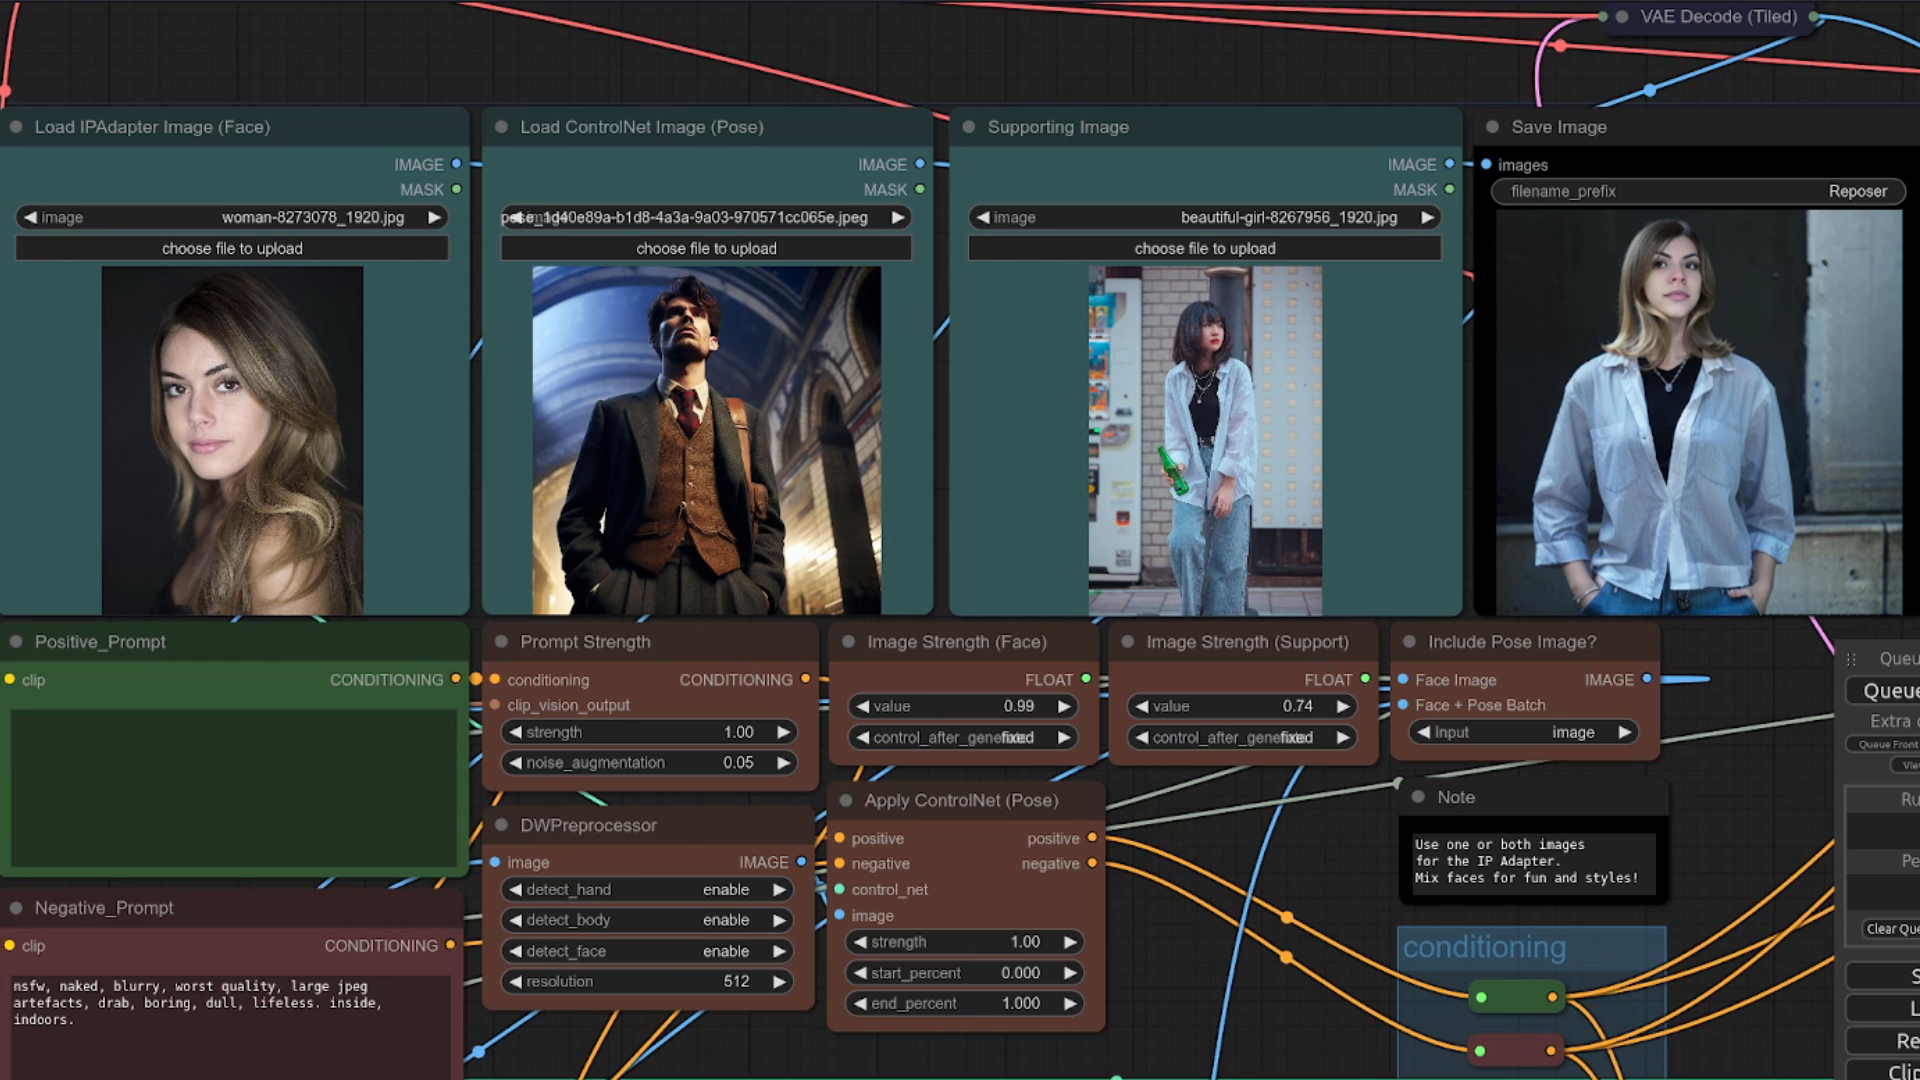 VAE Decode (Tiled)
Load IPAdapter Image (Face)
IMAGE
MASK
image woman-8273078_1920.jpg
choose file to upload
Load ControlNet Image (Pose)
IMAGE
MASK
pose_1d40e89a-b1d8-4a3a-9a03-970571cc065e.jpeg
choose file to upload
Supporting Image
IMAGE
MASK
image beautiful-girl-8267956_1920.jpg
choose file to upload
Save Image
images
filename_prefix Reposer
Positive_Prompt
clip CONDITIONING
Prompt Strength
conditioning CONDITIONING
clip_vision_output
strength 1.00
noise_augmentation 0.05
Image Strength (Face)
FLOAT
value 0.99
control_after_generate fixed
Image Strength (Support)
FLOAT
value 0.74
control_after_generate fixed
Include Pose Image?
Face Image IMAGE
Face + Pose Batch
Input image
DWPreprocessor
image IMAGE
detect_hand enable
detect_body enable
detect_face enable
resolution 512
Apply ControlNet (Pose)
positive positive
negative negative
control_net
image
strength 1.00
start_percent 0.000
end_percent 1.000
Note
Use one or both images
for the IP Adapter.
Mix faces for fun and styles!
conditioning
Negative_Prompt
clip CONDITIONING
nsfw, naked, blurry, worst quality, large jpeg
artefacts, drab, boring, dull, lifeless. inside,
indoors.
Queue
Extra
Queue Front
Clear